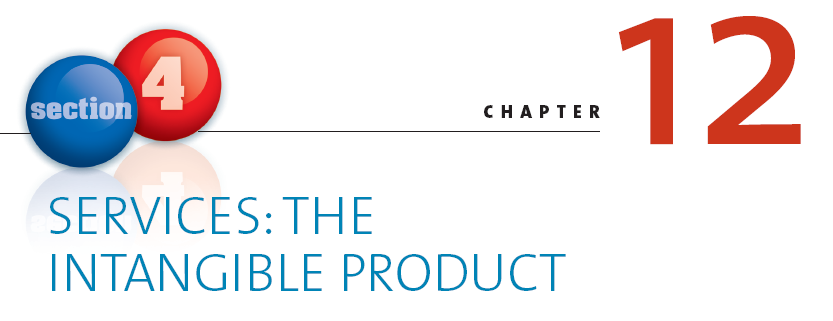 section 4
CHAPTER 12
SERVICES: THE
INTANGIBLE PRODUCT